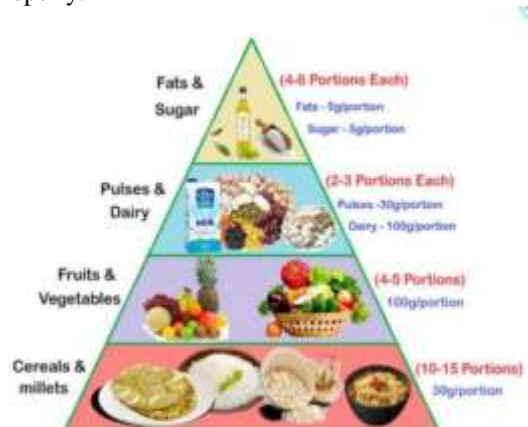 Fats &
Sugar
(4-6 Portions Each)
Fats - 5g/portion
Sugar - 5g/portion
Pulses &
Dairy
(2-3 Portions Each)
Pulses -30g/portion
Dairy - 100g/portion
Fruits &
Vegetables
(4-5 Portions)
100g/portion
Cereals &
millets
(10-15 Portions)
30g/portion